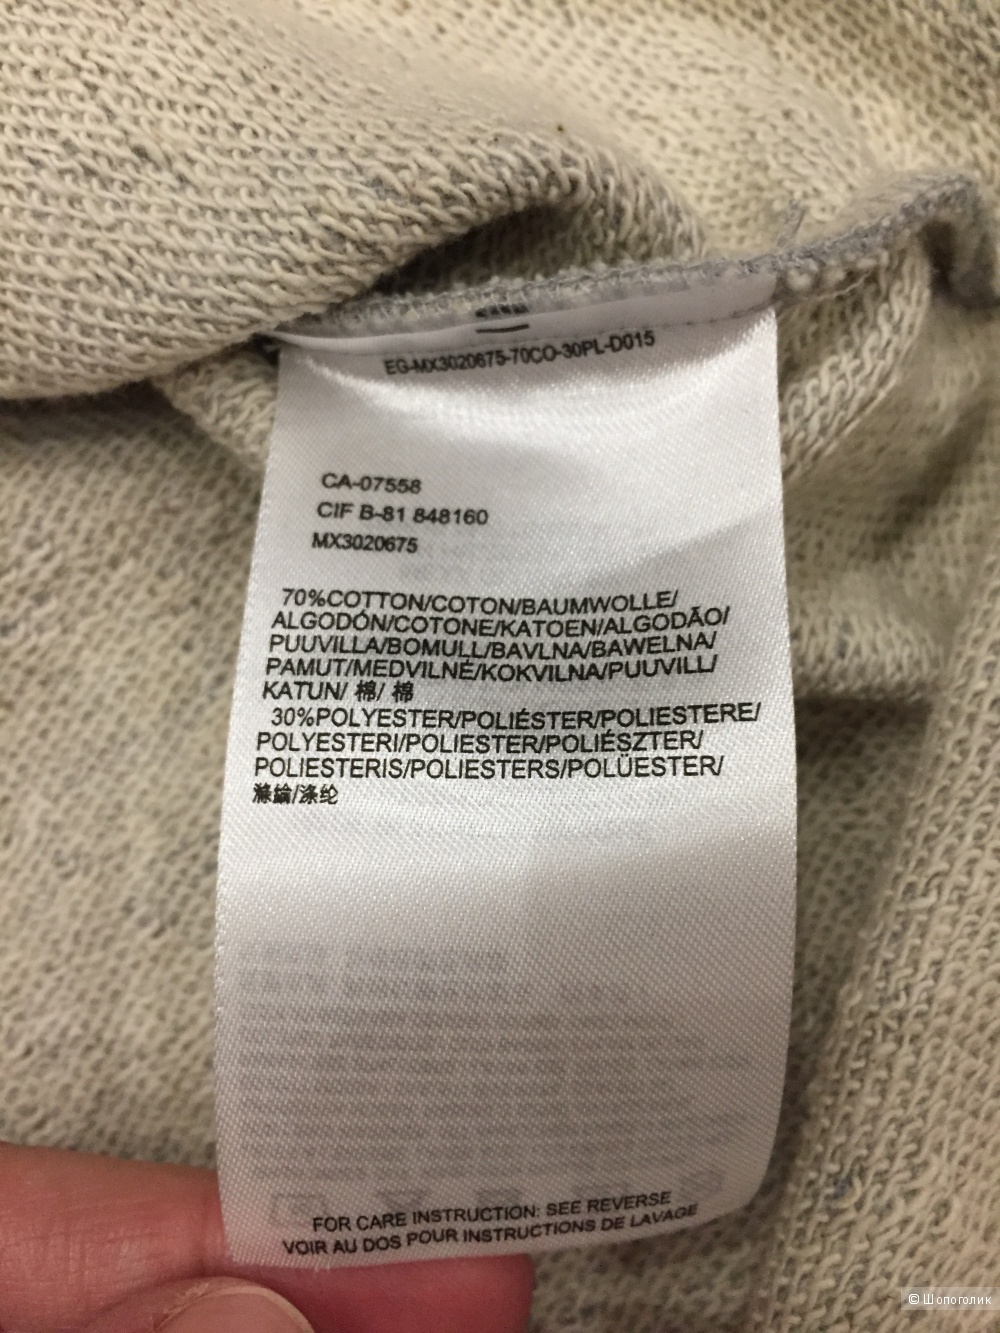 EG-MX3020675-70CO-30PL-D015
CA-07558
CIF B-81 848160
MX3020675
70%COTTON/COTON/BAUMWOLLE/
ALGODÓN/COTONE/KATOEN/ALGODÃO/
PUUVILLA/BOMULL/BAVLNA/BAWELNA/
PAMUT/MEDVILNÉ/KOKVILNA/PUUVILL/
KATUN/ 棉/ 棉
30%POLYESTER/POLIÉSTER/POLIESTERE/
POLYESTERI/POLIESTER/POLIÉSZTER/
POLIESTERIS/POLIESTERS/POLÜESTER/
滌綸/涤纶
FOR CARE INSTRUCTION: SEE REVERSE
VOIR AU DOS POUR INSTRUCTIONS DE LAVAGE
© Шопоголик